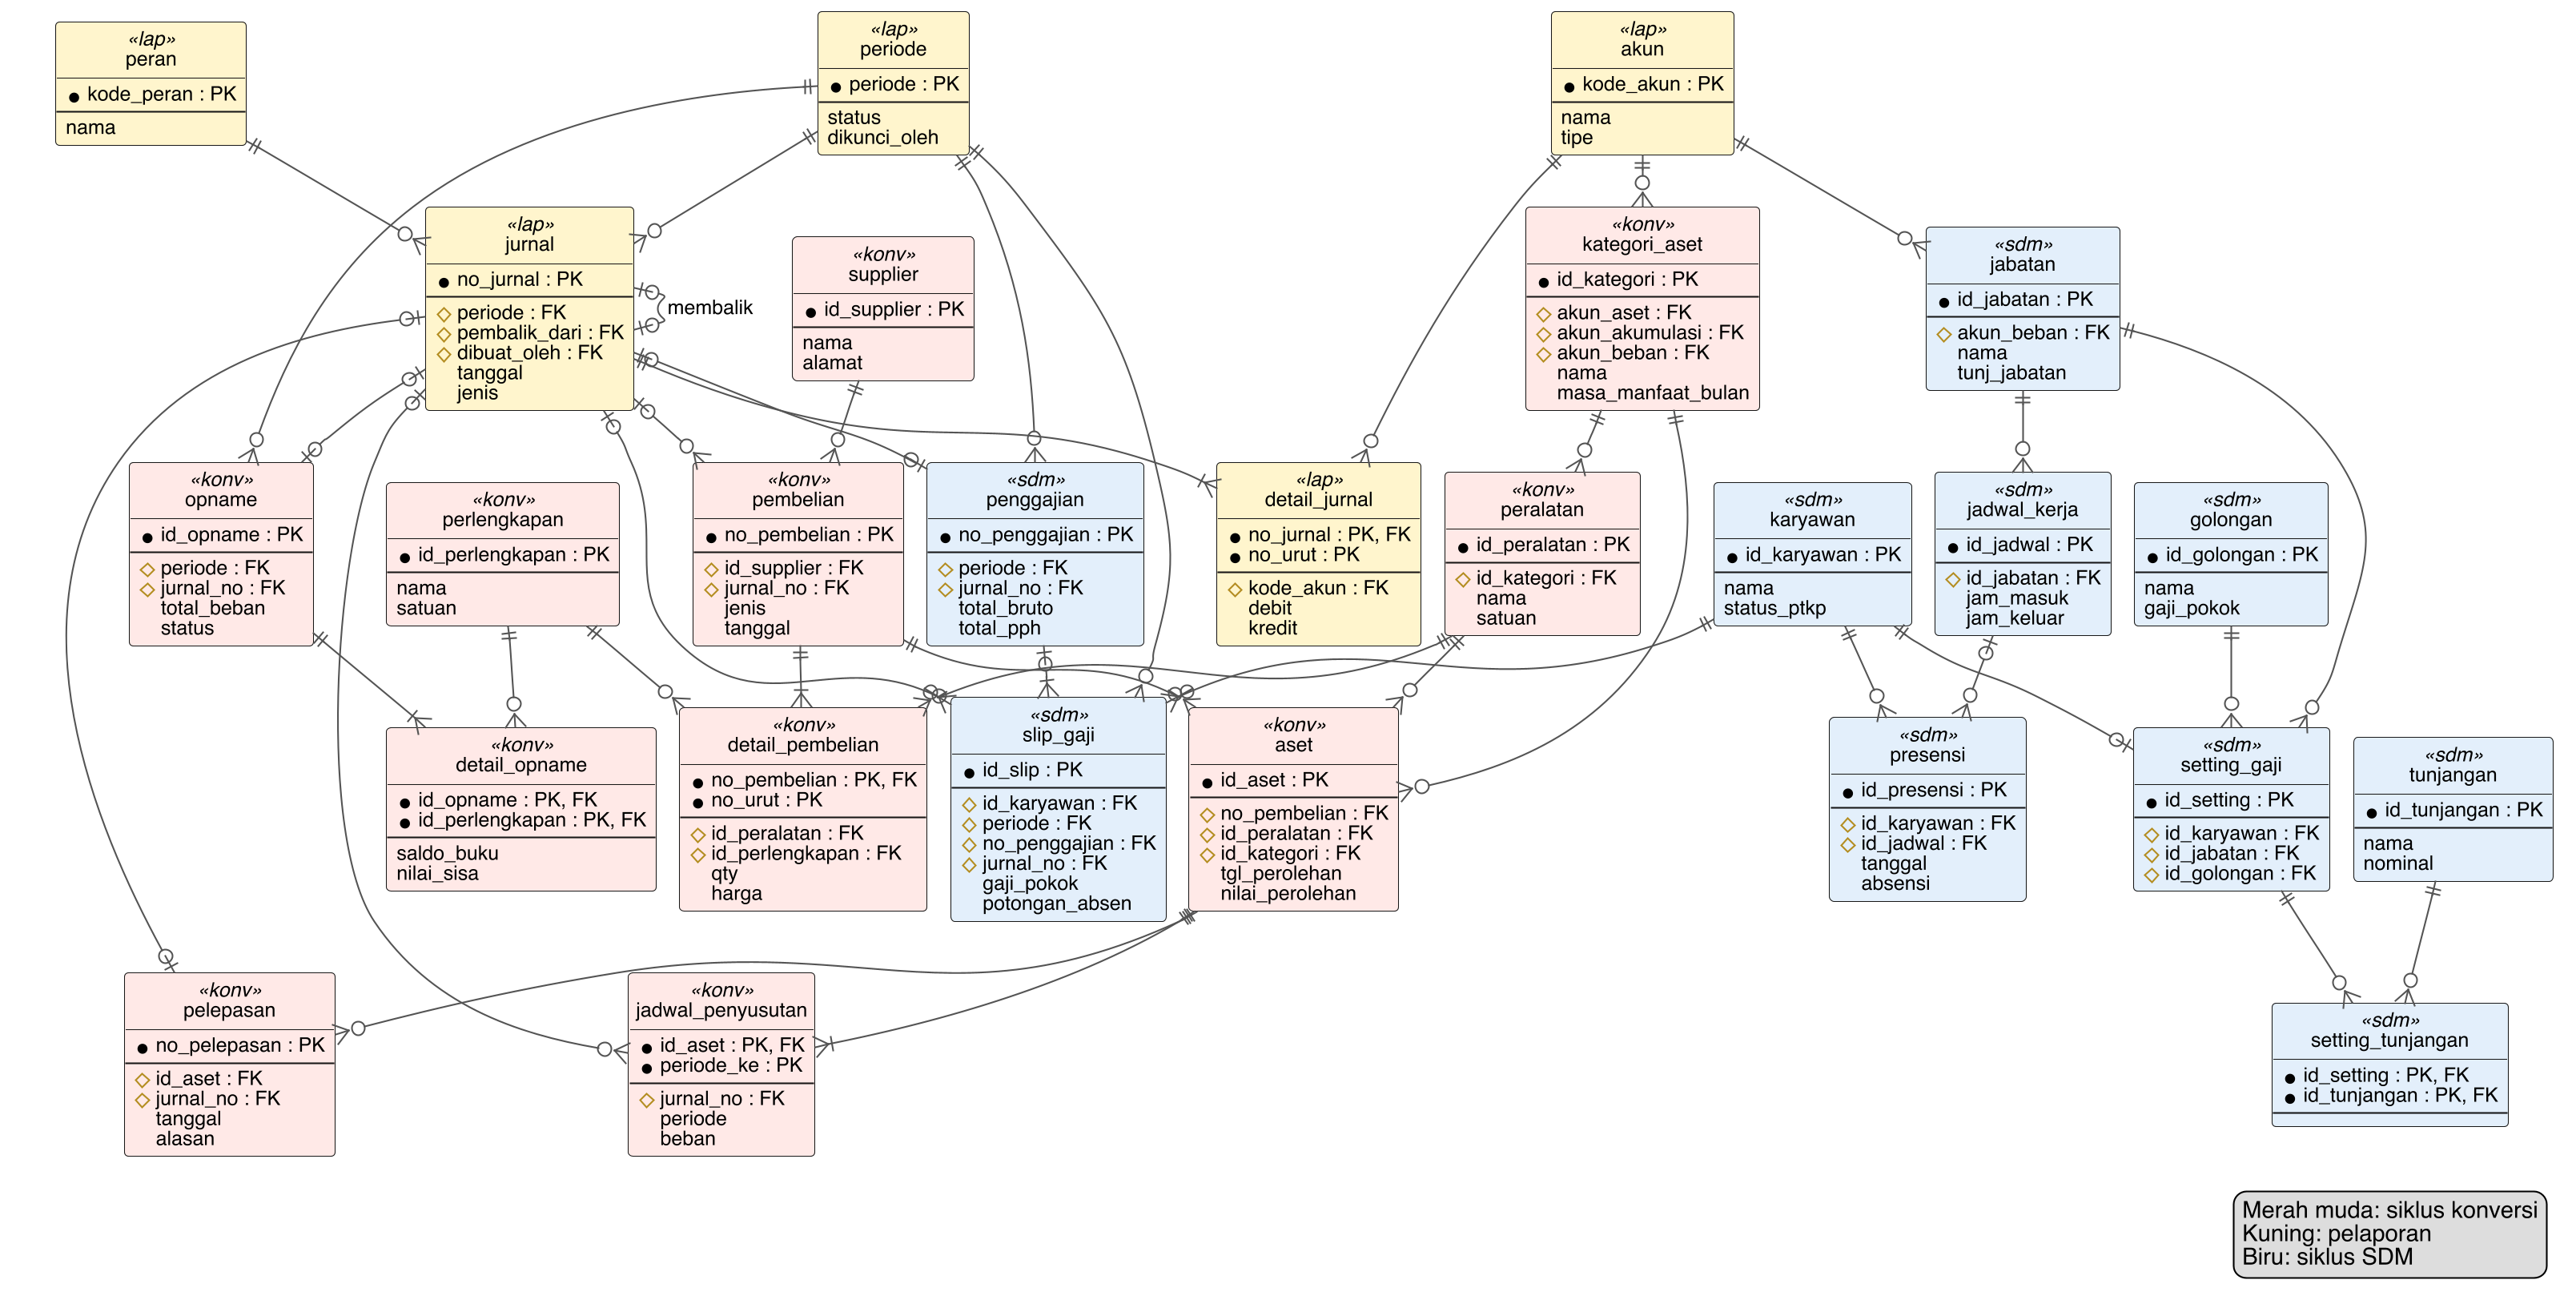 «lap»
peran
kode_peran : PK
nama
«lap»
periode
periode : PK
status
dikunci_oleh
«lap»
akun
kode_akun : PK
nama
tipe
«lap»
jurnal
no_jurnal : PK
periode : FK
pembalik_dari : FK
dibuat_oleh : FK
tanggal
jenis
membalik
«konv»
supplier
id_supplier : PK
nama
alamat
«konv»
kategori_aset
id_kategori : PK
akun_aset : FK
akun_akumulasi : FK
akun_beban : FK
nama
masa_manfaat_bulan
«sdm»
jabatan
id_jabatan : PK
akun_beban : FK
nama
tunj_jabatan
«konv»
opname
id_opname : PK
periode : FK
jurnal_no : FK
total_beban
status
«konv»
perlengkapan
id_perlengkapan : PK
nama
satuan
«konv»
pembelian
no_pembelian : PK
id_supplier : FK
jurnal_no : FK
jenis
tanggal
«sdm»
penggajian
no_penggajian : PK
periode : FK
jurnal_no : FK
total_bruto
total_pph
«lap»
detail_jurnal
no_jurnal : PK, FK
no_urut : PK
kode_akun : FK
debit
kredit
«konv»
peralatan
id_peralatan : PK
id_kategori : FK
nama
satuan
«sdm»
karyawan
id_karyawan : PK
nama
status_ptkp
«sdm»
jadwal_kerja
id_jadwal : PK
id_jabatan : FK
jam_masuk
jam_keluar
«sdm»
golongan
id_golongan : PK
nama
gaji_pokok
«konv»
detail_opname
id_opname : PK, FK
id_perlengkapan : PK, FK
saldo_buku
nilai_sisa
«konv»
detail_pembelian
no_pembelian : PK, FK
no_urut : PK
id_peralatan : FK
id_perlengkapan : FK
qty
harga
«sdm»
slip_gaji
id_slip : PK
id_karyawan : FK
periode : FK
no_penggajian : FK
jurnal_no : FK
gaji_pokok
potongan_absen
«konv»
aset
id_aset : PK
no_pembelian : FK
id_peralatan : FK
id_kategori : FK
tgl_perolehan
nilai_perolehan
«sdm»
presensi
id_presensi : PK
id_karyawan : FK
id_jadwal : FK
tanggal
absensi
«sdm»
setting_gaji
id_setting : PK
id_karyawan : FK
id_jabatan : FK
id_golongan : FK
«sdm»
tunjangan
id_tunjangan : PK
nama
nominal
«konv»
pelepasan
no_pelepasan : PK
id_aset : FK
jurnal_no : FK
tanggal
alasan
«konv»
jadwal_penyusutan
id_aset : PK, FK
periode_ke : PK
jurnal_no : FK
periode
beban
«sdm»
setting_tunjangan
id_setting : PK, FK
id_tunjangan : PK, FK
Merah muda: siklus konversi
Kuning: pelaporan
Biru: siklus SDM